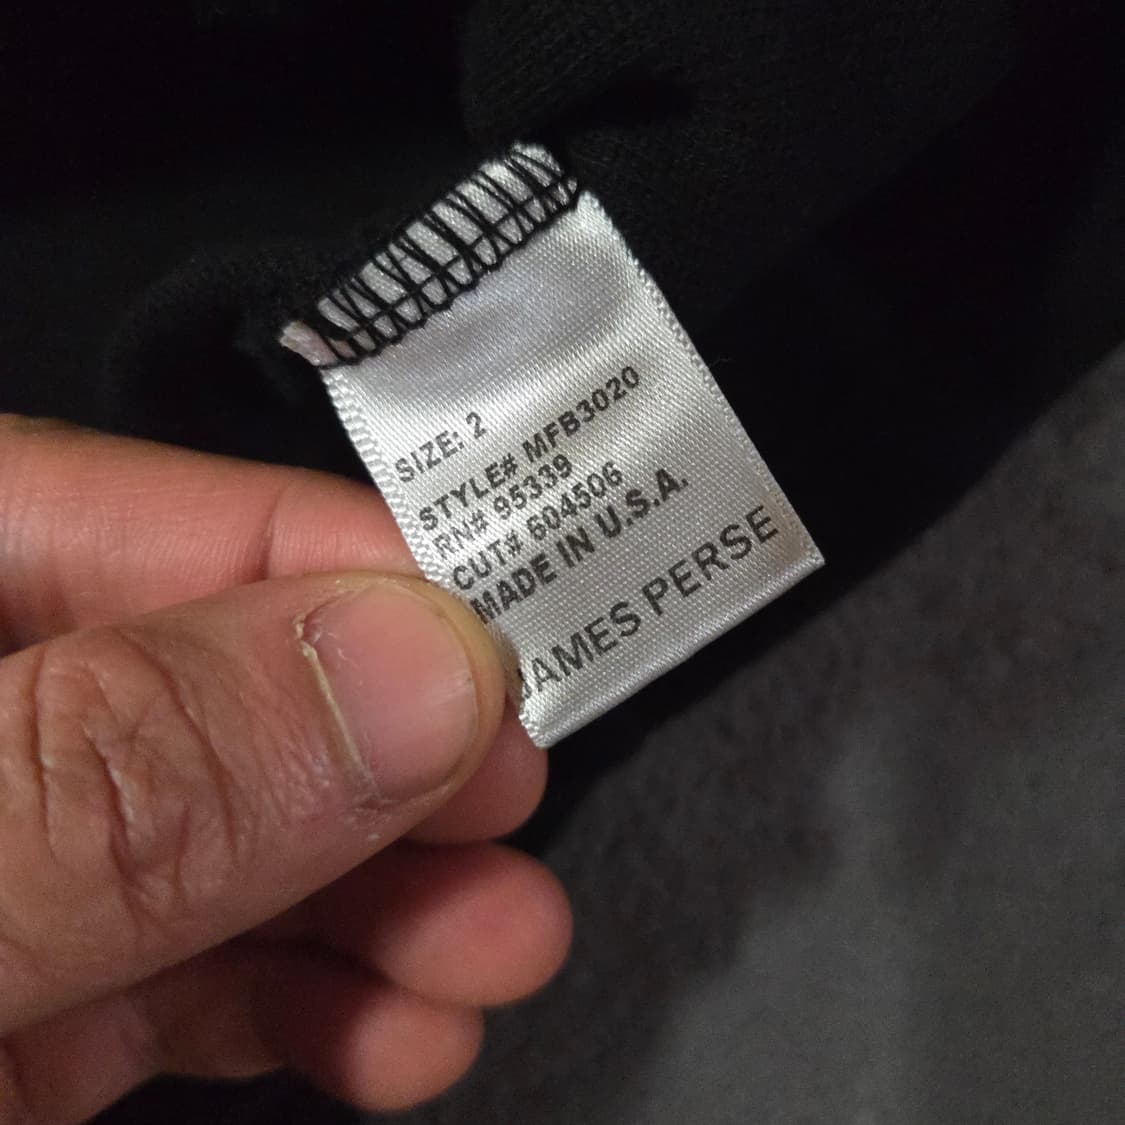 SIZE: 2
STYLE# MFB3020
RN# 95339
CUT# 604506
MADE IN U.S.A.
JAMES PERSE